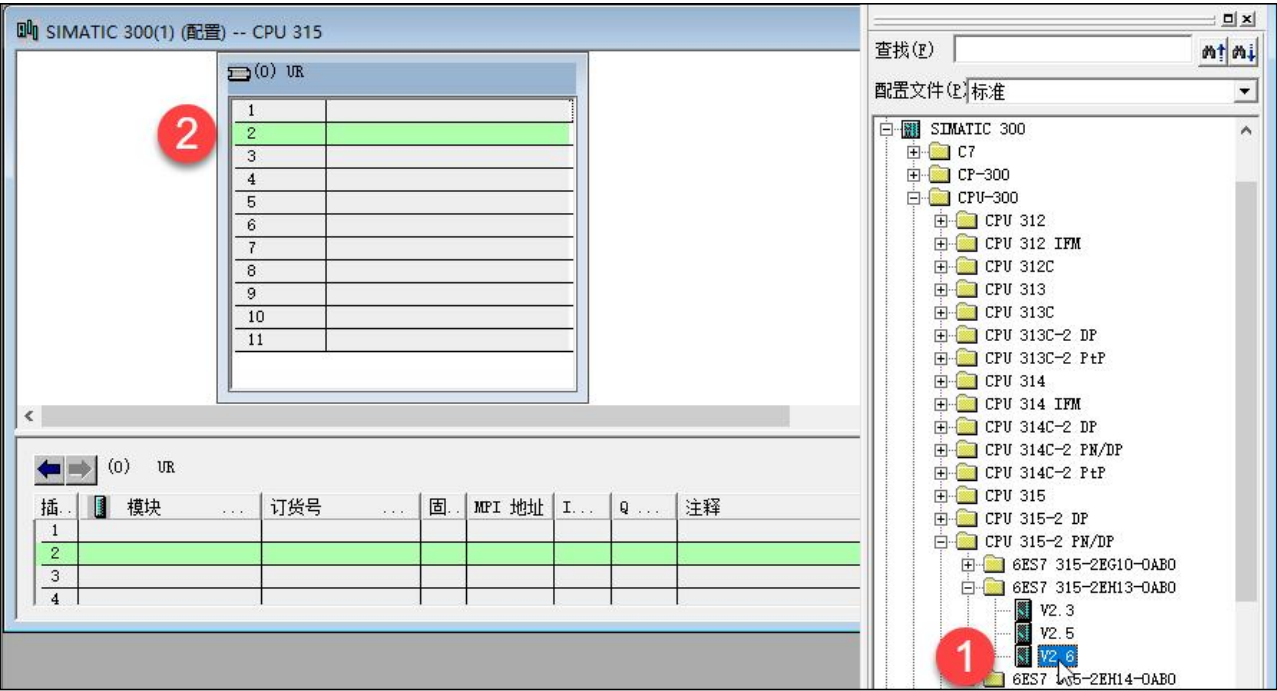 SIMATIC 300(1) (配置) -- CPU 315
(0) UR
1
2
3
4
5
6
7
8
9
10
11
2
(0) UR
插.. 模块 ... 订货号 ... 固.. MPI 地址 I... Q ... 注释
1
2
3
4
查找(F)
配置文件(P) 标准
SIMATIC 300
C7
CP-300
CPU-300
CPU 312
CPU 312 IFM
CPU 312C
CPU 313
CPU 313C
CPU 313C-2 DP
CPU 313C-2 PtP
CPU 314
CPU 314 IFM
CPU 314C-2 DP
CPU 314C-2 PN/DP
CPU 314C-2 PtP
CPU 315
CPU 315-2 DP
CPU 315-2 PN/DP
6ES7 315-2EG10-0AB0
6ES7 315-2EH13-0AB0
V2.3
V2.5
V2.6
1
6ES7 315-2EH14-0AB0